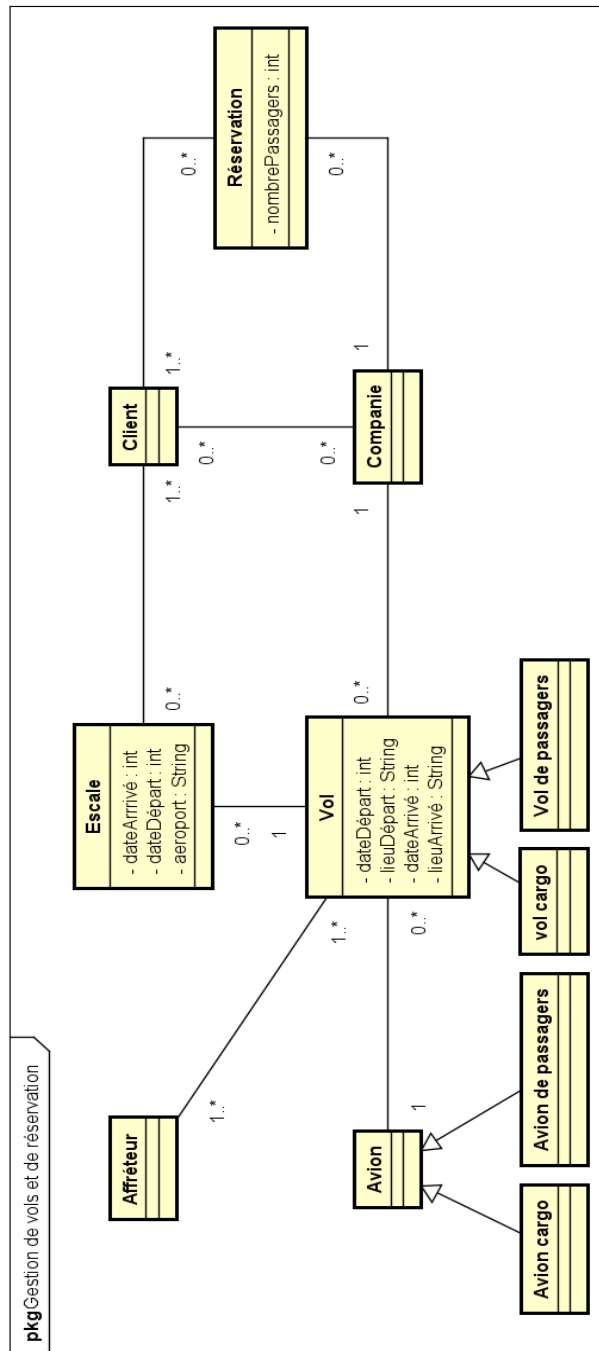 pkgGestion de vols et de réservation
Affréteur
1..*
1..*
Escale
- dateArrrivé : int
- dateDépart : int
- aeroport : String
0..*
1..*
0..*
1
Client
1..*
0..*
0..*
0..*
Réservation
- nombrePassagers : int
0..*
1
Companie
1
0..*
Vol
- dateDépart : int
- lieuDépart : String
- dateArrivé : int
- lieuArrivé : String
0..*
1
Avion
Avion cargo
Avion de passagers
vol cargo
Vol de passagers